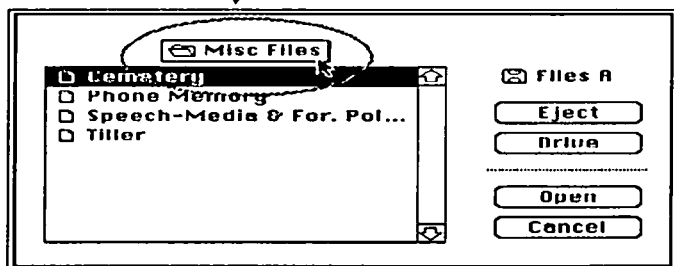 Misc Files
Cemetery
Phone Memory
Speech-Media & For. Pol...
Tiller
Files A
Eject
Drive
Open
Cancel